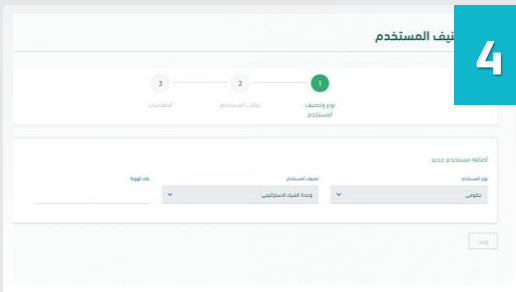 4
نيف المستخدم
1 2 3
نوع وتصنيف المستخدم
بيانات المستخدم
الصلاحيات
اضافة مستخدم جديد
نوع المستخدم
تصنيف المستخدم
رقم الهوية
حكومي
وحدة الشراء الاستراتيجي